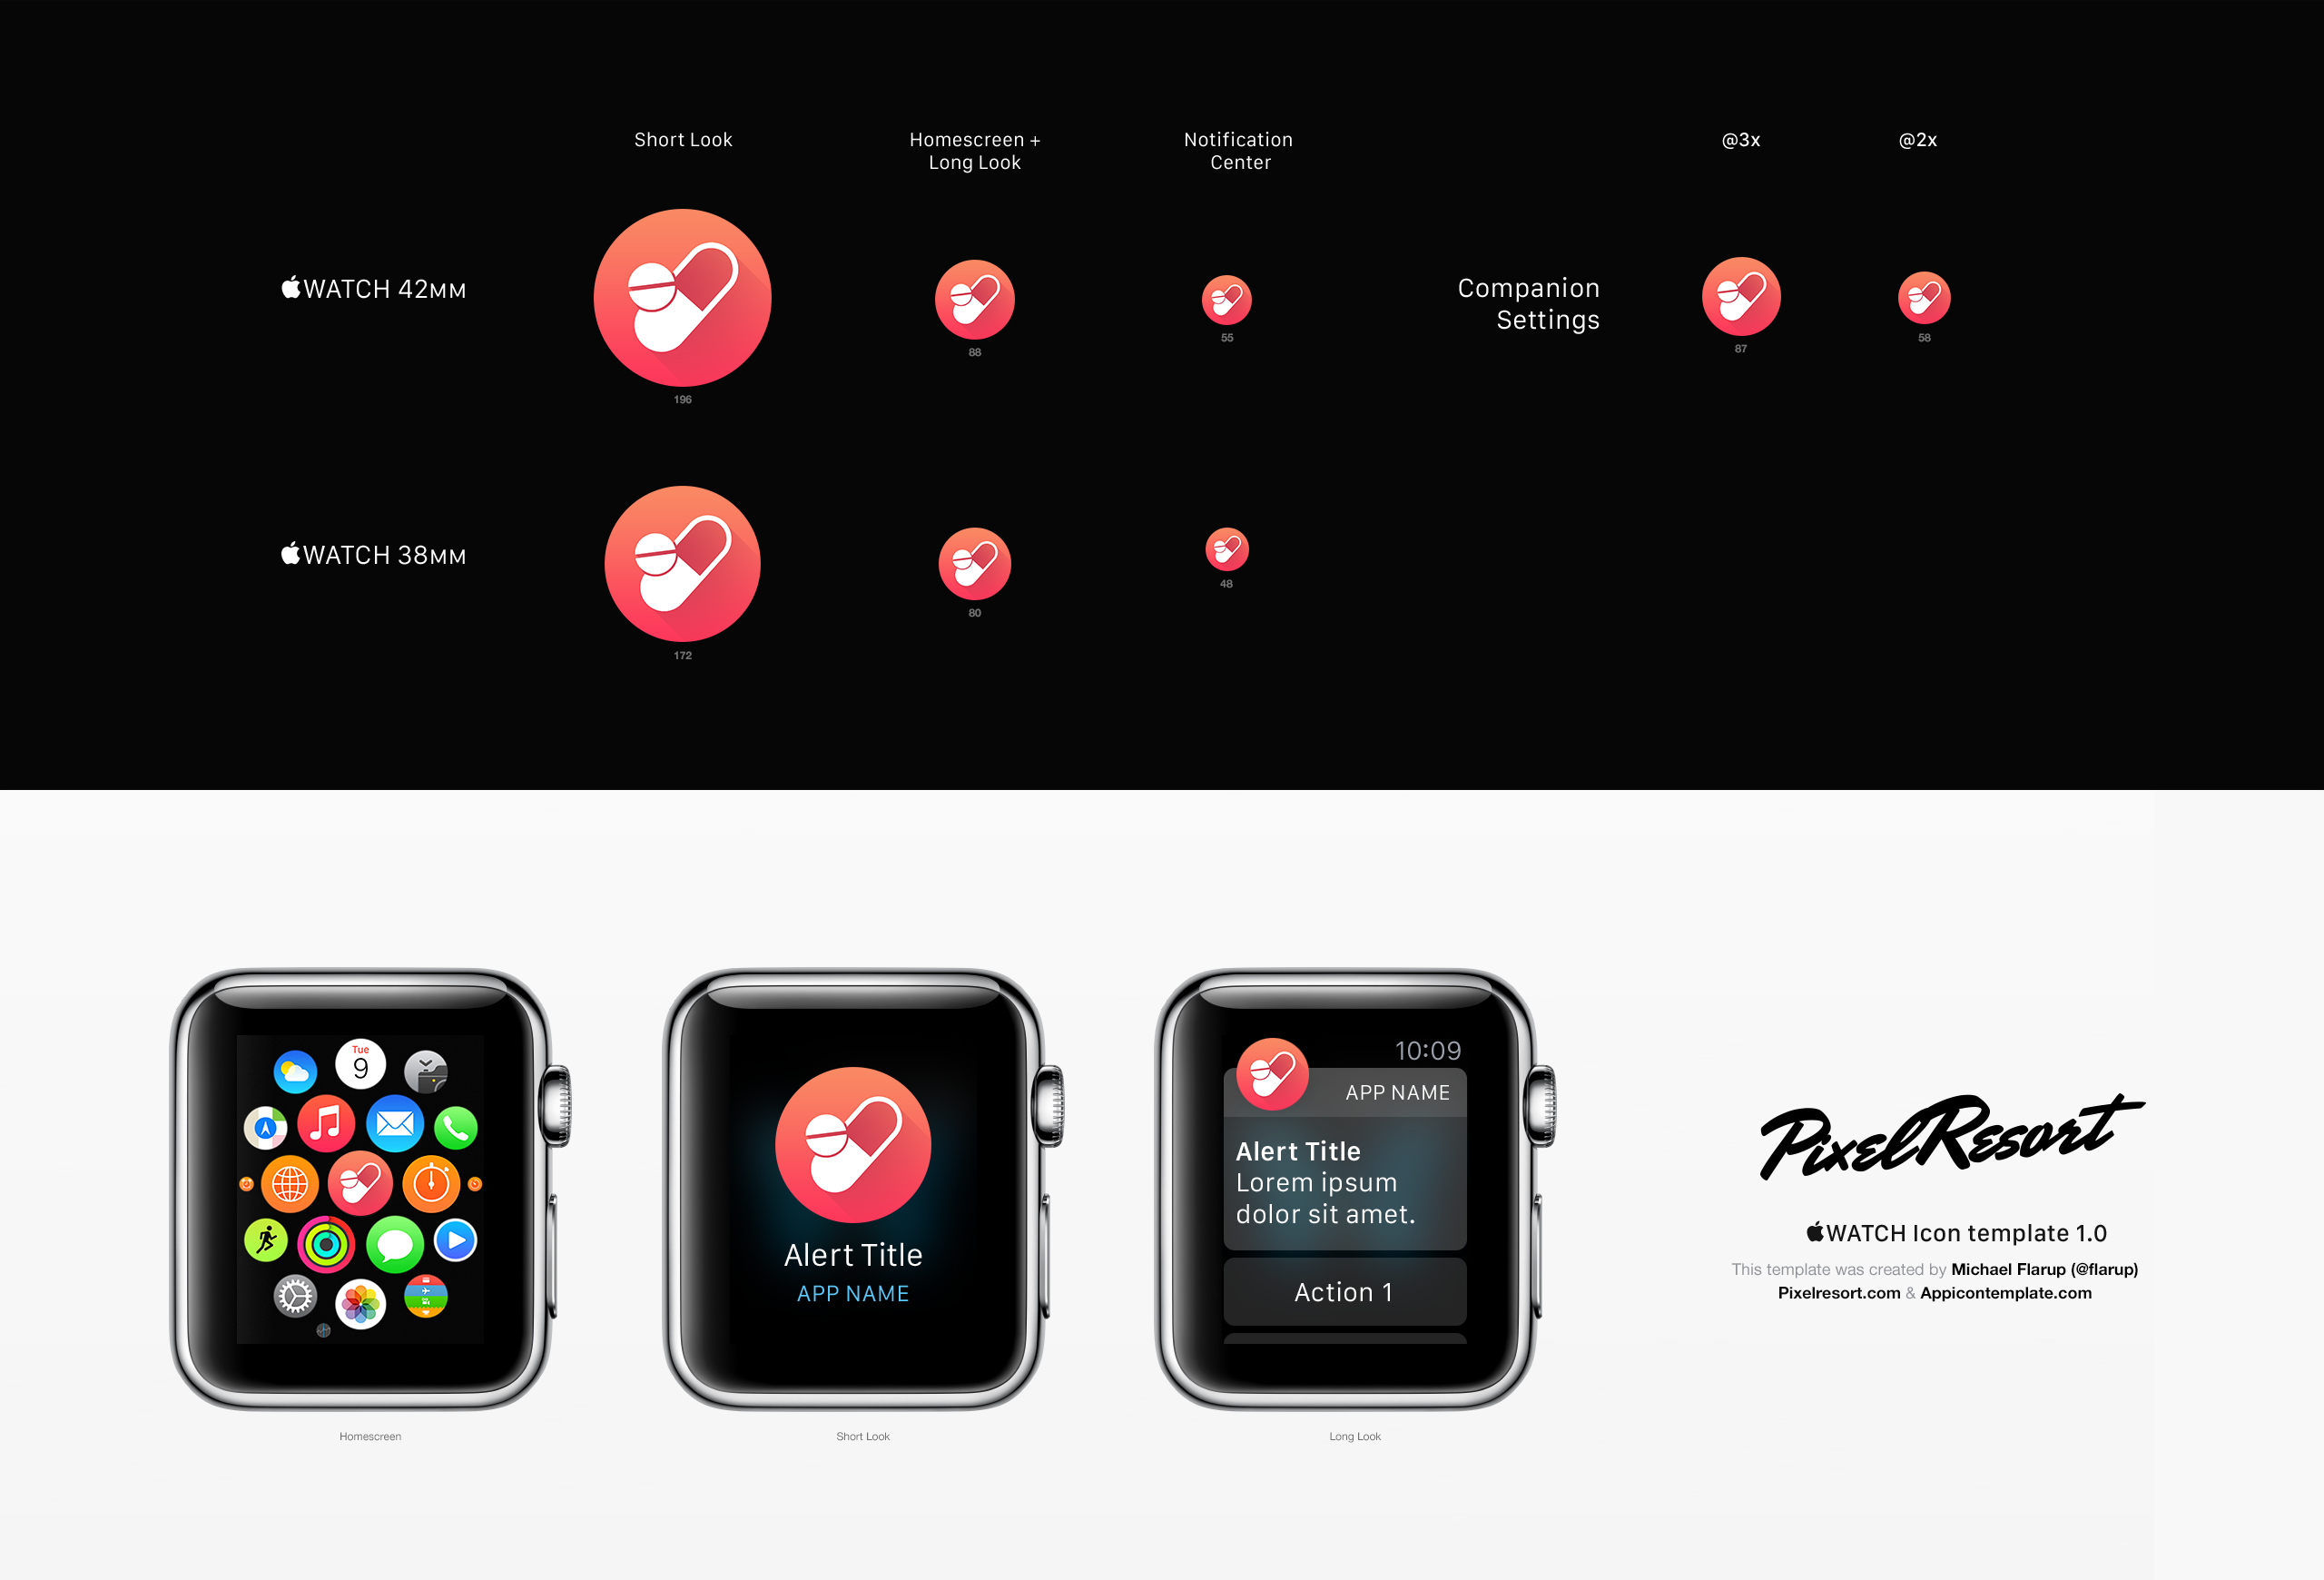 Short Look
Homescreen +
Long Look
Notification
Center
@3x
@2x
WATCH 42MM
196
88
55
Companion
Settings
87
58
WATCH 38MM
172
80
48
Tue
9
Homescreen
Alert Title
APP NAME
Short Look
10:09
APP NAME
Alert Title
Lorem ipsum
dolor sit amet.
Action 1
Long Look
PixelResort
WATCH Icon template 1.0
This template was created by Michael Flarup (@flarup)
Pixelresort.com & Appicontemplate.com